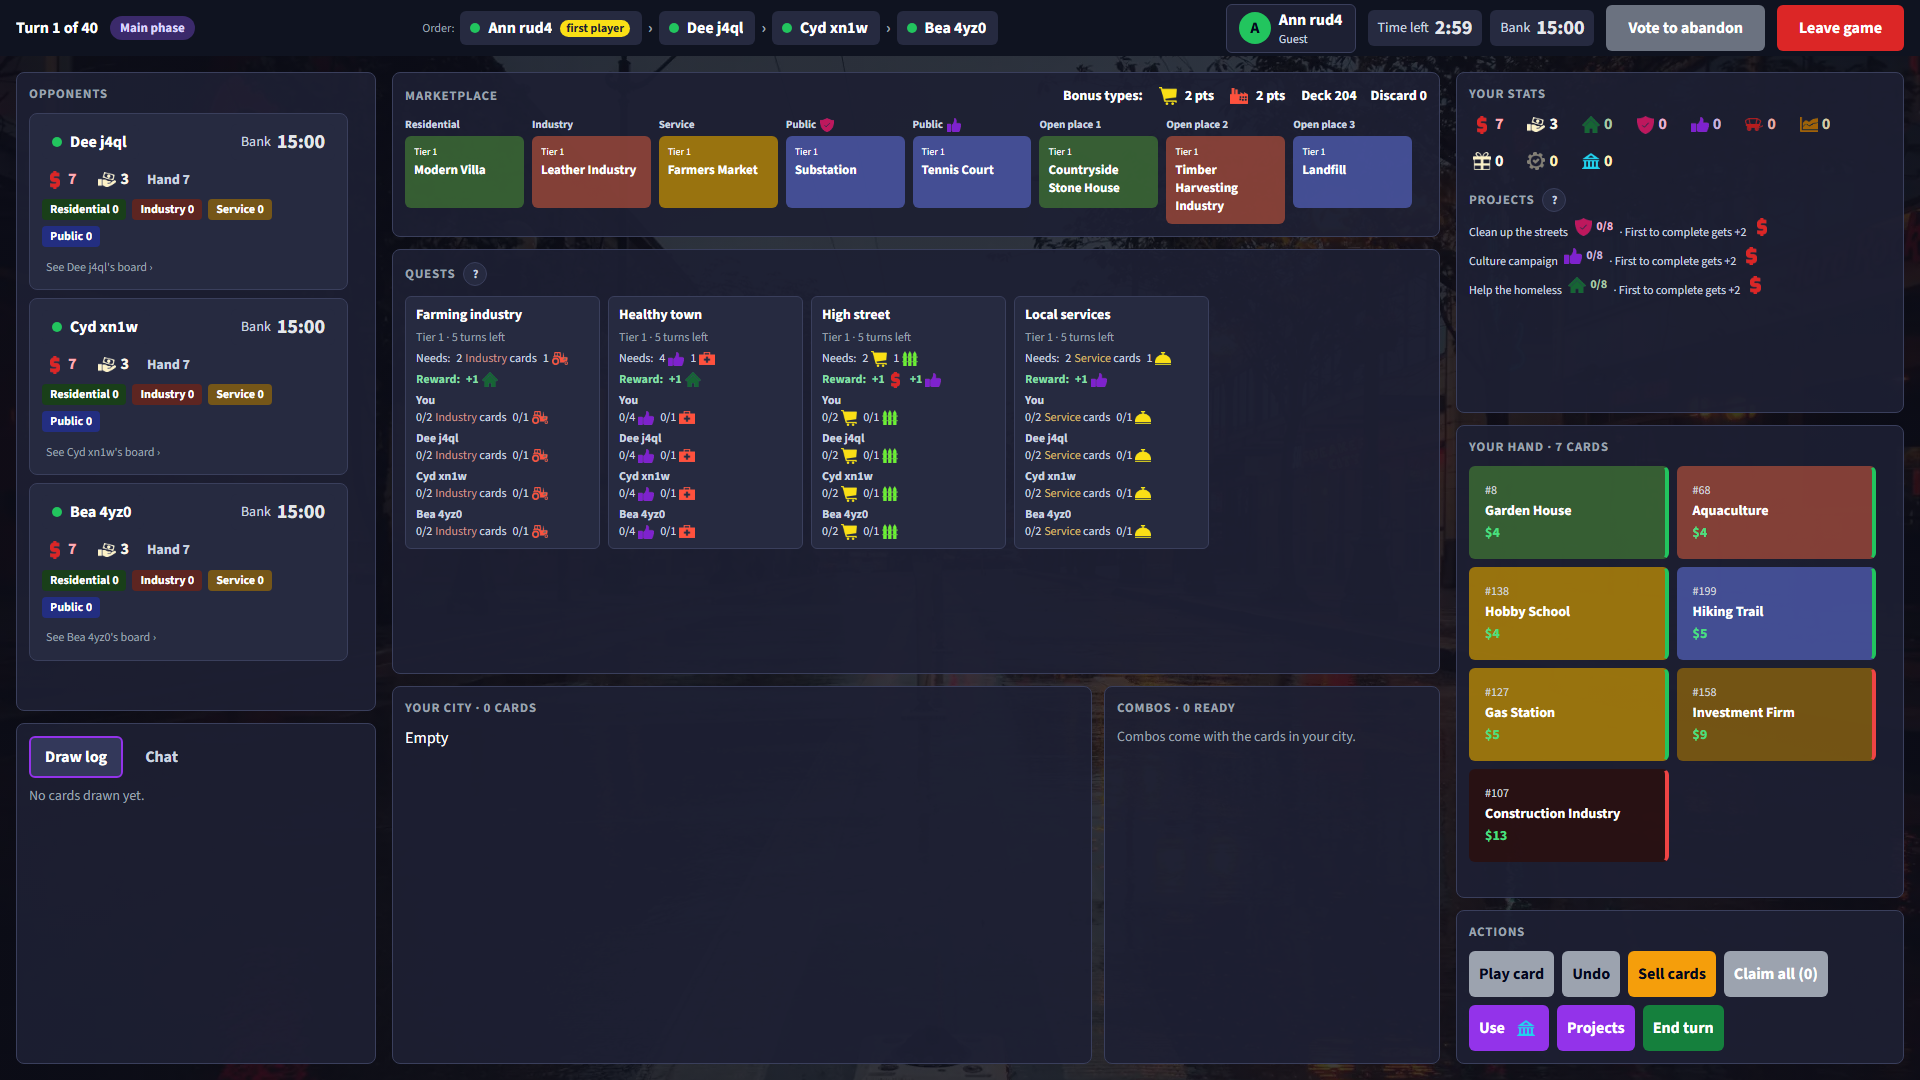 Turn 1 of 40 Main phase
Order: Ann rud4 first player › Dee j4ql › Cyd xn1w › Bea 4yz0
A Ann rud4 Guest
Time left 2:59
Bank 15:00
Vote to abandon
Leave game
OPPONENTS
Dee j4ql Bank 15:00
7 3 Hand 7
Residential 0 Industry 0 Service 0
Public 0
See Dee j4ql's board ›
Cyd xn1w Bank 15:00
7 3 Hand 7
Residential 0 Industry 0 Service 0
Public 0
See Cyd xn1w's board ›
Bea 4yz0 Bank 15:00
7 3 Hand 7
Residential 0 Industry 0 Service 0
Public 0
See Bea 4yz0's board ›
Draw log Chat
No cards drawn yet.
MARKETPLACE
Bonus types: 2 pts 2 pts Deck 204 Discard 0
Residential Industry Service Public Public Open place 1 Open place 2 Open place 3
Tier 1
Modern Villa
Tier 1
Leather Industry
Tier 1
Farmers Market
Tier 1
Substation
Tier 1
Tennis Court
Tier 1
Countryside
Stone House
Tier 1
Timber
Harvesting
Industry
Tier 1
Landfill
QUESTS ?
Farming industry
Tier 1 · 5 turns left
Needs: 2 Industry cards 1
Reward: +1
You
0/2 Industry cards 0/1
Dee j4ql
0/2 Industry cards 0/1
Cyd xn1w
0/2 Industry cards 0/1
Bea 4yz0
0/2 Industry cards 0/1
Healthy town
Tier 1 · 5 turns left
Needs: 4 1
Reward: +1
You
0/4 0/1
Dee j4ql
0/4 0/1
Cyd xn1w
0/4 0/1
Bea 4yz0
0/4 0/1
High street
Tier 1 · 5 turns left
Needs: 2 1
Reward: +1 +1
You
0/2 0/1
Dee j4ql
0/2 0/1
Cyd xn1w
0/2 0/1
Bea 4yz0
0/2 0/1
Local services
Tier 1 · 5 turns left
Needs: 2 Service cards 1
Reward: +1
You
0/2 Service cards 0/1
Dee j4ql
0/2 Service cards 0/1
Cyd xn1w
0/2 Service cards 0/1
Bea 4yz0
0/2 Service cards 0/1
YOUR CITY · 0 CARDS
Empty
COMBOS · 0 READY
Combos come with the cards in your city.
YOUR STATS
7 3 0 0 0 0 0
0 0 0
PROJECTS ?
Clean up the streets 0/8 · First to complete gets +2
Culture campaign 0/8 · First to complete gets +2
Help the homeless 0/8 · First to complete gets +2
YOUR HAND · 7 CARDS
#8
Garden House
$4
#68
Aquaculture
$4
#138
Hobby School
$4
#199
Hiking Trail
$5
#127
Gas Station
$5
#158
Investment Firm
$9
#107
Construction Industry
$13
ACTIONS
Play card Undo Sell cards Claim all (0)
Use Projects End turn